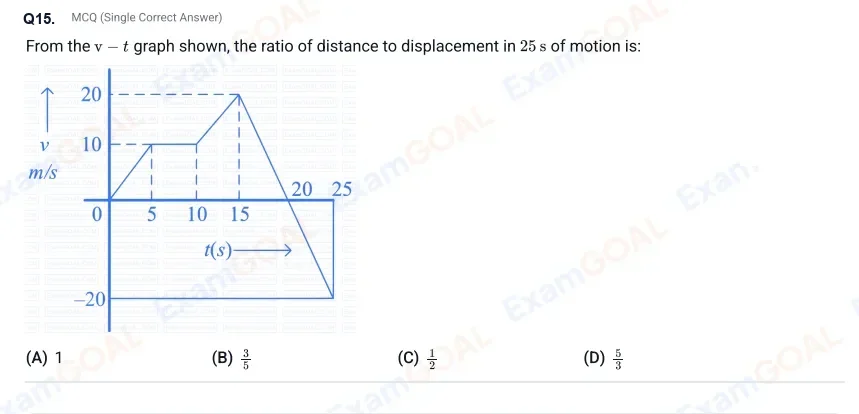 Q15. MCQ (Single Correct Answer)
From the v − t graph shown, the ratio of distance to displacement in 25 s of motion is:
20
v
10
m/s
20 25
0 5 10 15
t(s)
−20
(A) 1 (B) 3/5 (C) 1/2 (D) 5/3
ExamGOAL